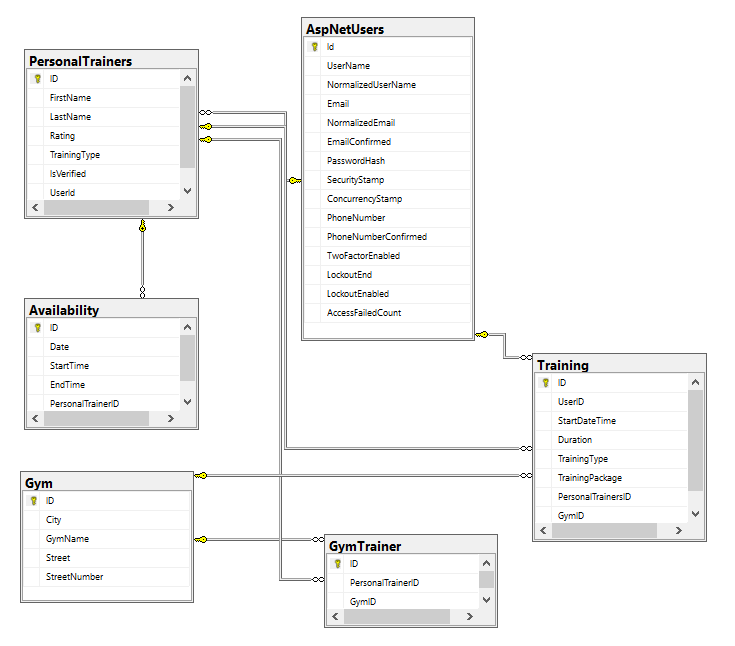 AspNetUsers
Id
UserName
NormalizedUserName
Email
NormalizedEmail
EmailConfirmed
PasswordHash
SecurityStamp
ConcurrencyStamp
PhoneNumber
PhoneNumberConfirmed
TwoFactorEnabled
LockoutEnd
LockoutEnabled
AccessFailedCount
PersonalTrainers
ID
FirstName
LastName
Rating
TrainingType
IsVerified
UserId
Availability
ID
Date
StartTime
EndTime
PersonalTrainerID
Training
ID
UserID
StartDateTime
Duration
TrainingType
TrainingPackage
PersonalTrainersID
GymID
Gym
ID
City
GymName
Street
StreetNumber
GymTrainer
ID
PersonalTrainerID
GymID